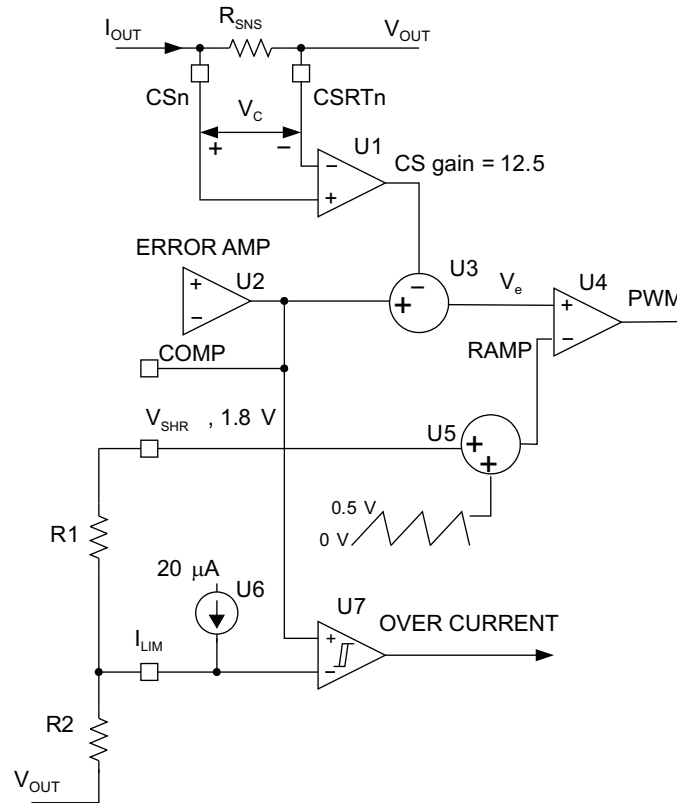 R_SNS
I_OUT
V_OUT
CSn
CSRTn
V_C
+ −
U1
−
+
CS gain = 12.5
ERROR AMP
+
−
U2
−
+
U3
V_e
U4
+
−
PWM
RAMP
COMP
V_SHR , 1.8 V
U5
+
+
0.5 V
0 V
R1
20 μA
U6
U7
+
−
OVER CURRENT
I_LIM
R2
V_OUT